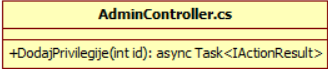 AdminController.cs
+DodajPrivilegije(int id): async Task<IActionResult>